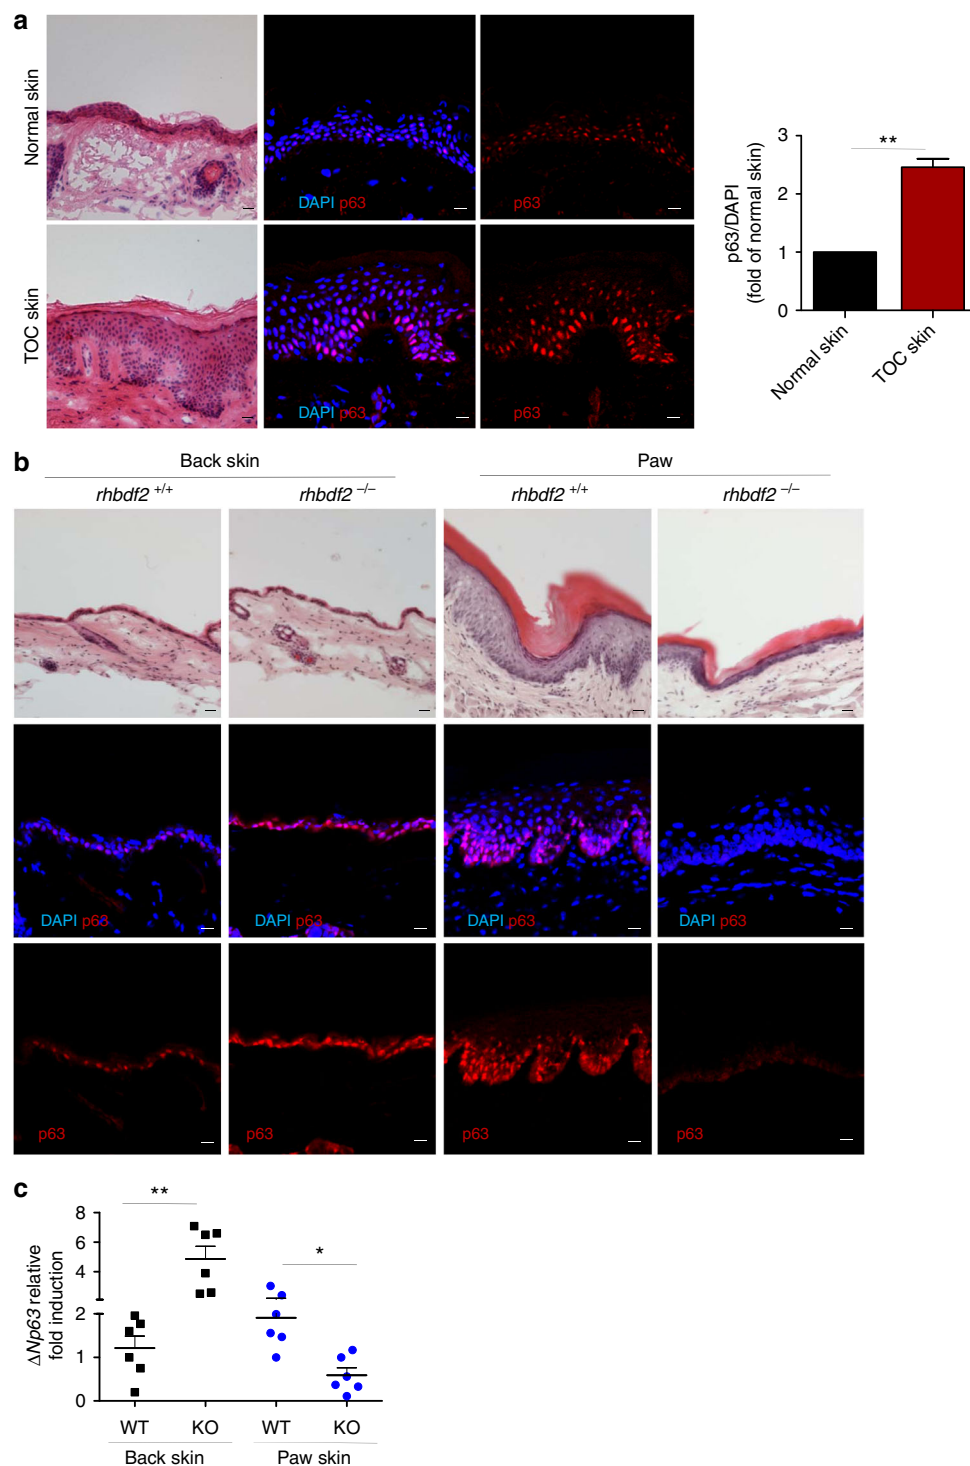 a
Normal skin
DAPI p63
p63
TOC skin
DAPI p63
p63
p63/DAPI
(fold of normal skin)
3
2
1
0
**
Normal skin
TOC skin
b
Back skin
Paw
rhbdf2 +/+
rhbdf2 –/–
rhbdf2 +/+
rhbdf2 –/–
DAPI p63
DAPI p63
DAPI p63
DAPI p63
p63
p63
p63
p63
c
ΔNp63 relative
fold induction
8
6
4
2
1
0
**
*
WT
KO
WT
KO
Back skin
Paw skin